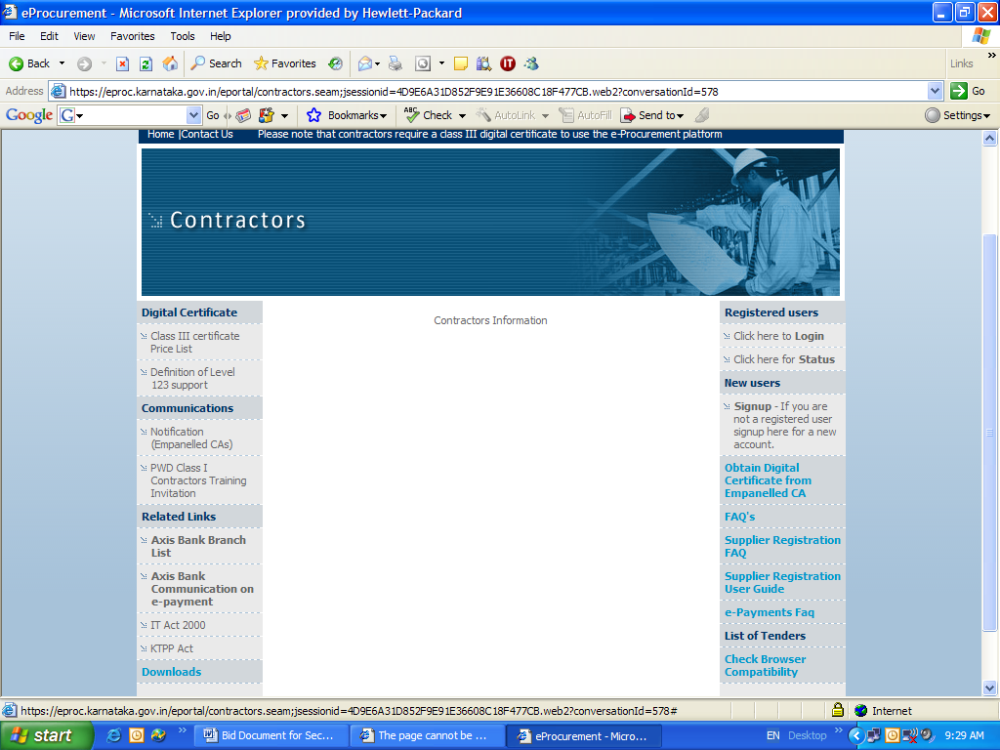 eProcurement - Microsoft Internet Explorer provided by Hewlett-Packard
File Edit View Favorites Tools Help
Back Search Favorites Links »
Address https://eproc.karnataka.gov.in/eportal/contractors.seam;jsessionid=4D9E6A31D852F9E91E36608C18F477CB.web2?conversationId=578 Go
Google G Go Bookmarks ABC Check AutoLink AutoFill Send to Settings
Home |Contact Us Please note that contractors require a class III digital certificate to use the e-Procurement platform
Contractors
Digital Certificate
Class III certificate
Price List
Definition of Level
123 support
Communications
Notification
(Empanelled CAs)
PWD Class I
Contractors Training
Invitation
Related Links
Axis Bank Branch
List
Axis Bank
Communication on
e-payment
IT Act 2000
KTPP Act
Downloads
Contractors Information
Registered users
Click here to Login
Click here for Status
New users
Signup - If you are
not a registered user
signup here for a new
account.
Obtain Digital
Certificate from
Empanelled CA
FAQ's
Supplier Registration
FAQ
Supplier Registration
User Guide
e-Payments Faq
List of Tenders
Check Browser
Compatibility
https://eproc.karnataka.gov.in/eportal/contractors.seam;jsessionid=4D9E6A31D852F9E91E36608C18F477CB.web2?conversationId=578# Internet
start » Bid Document for Sec... The page cannot be ... eProcurement - Micro... EN Desktop » 9:29 AM